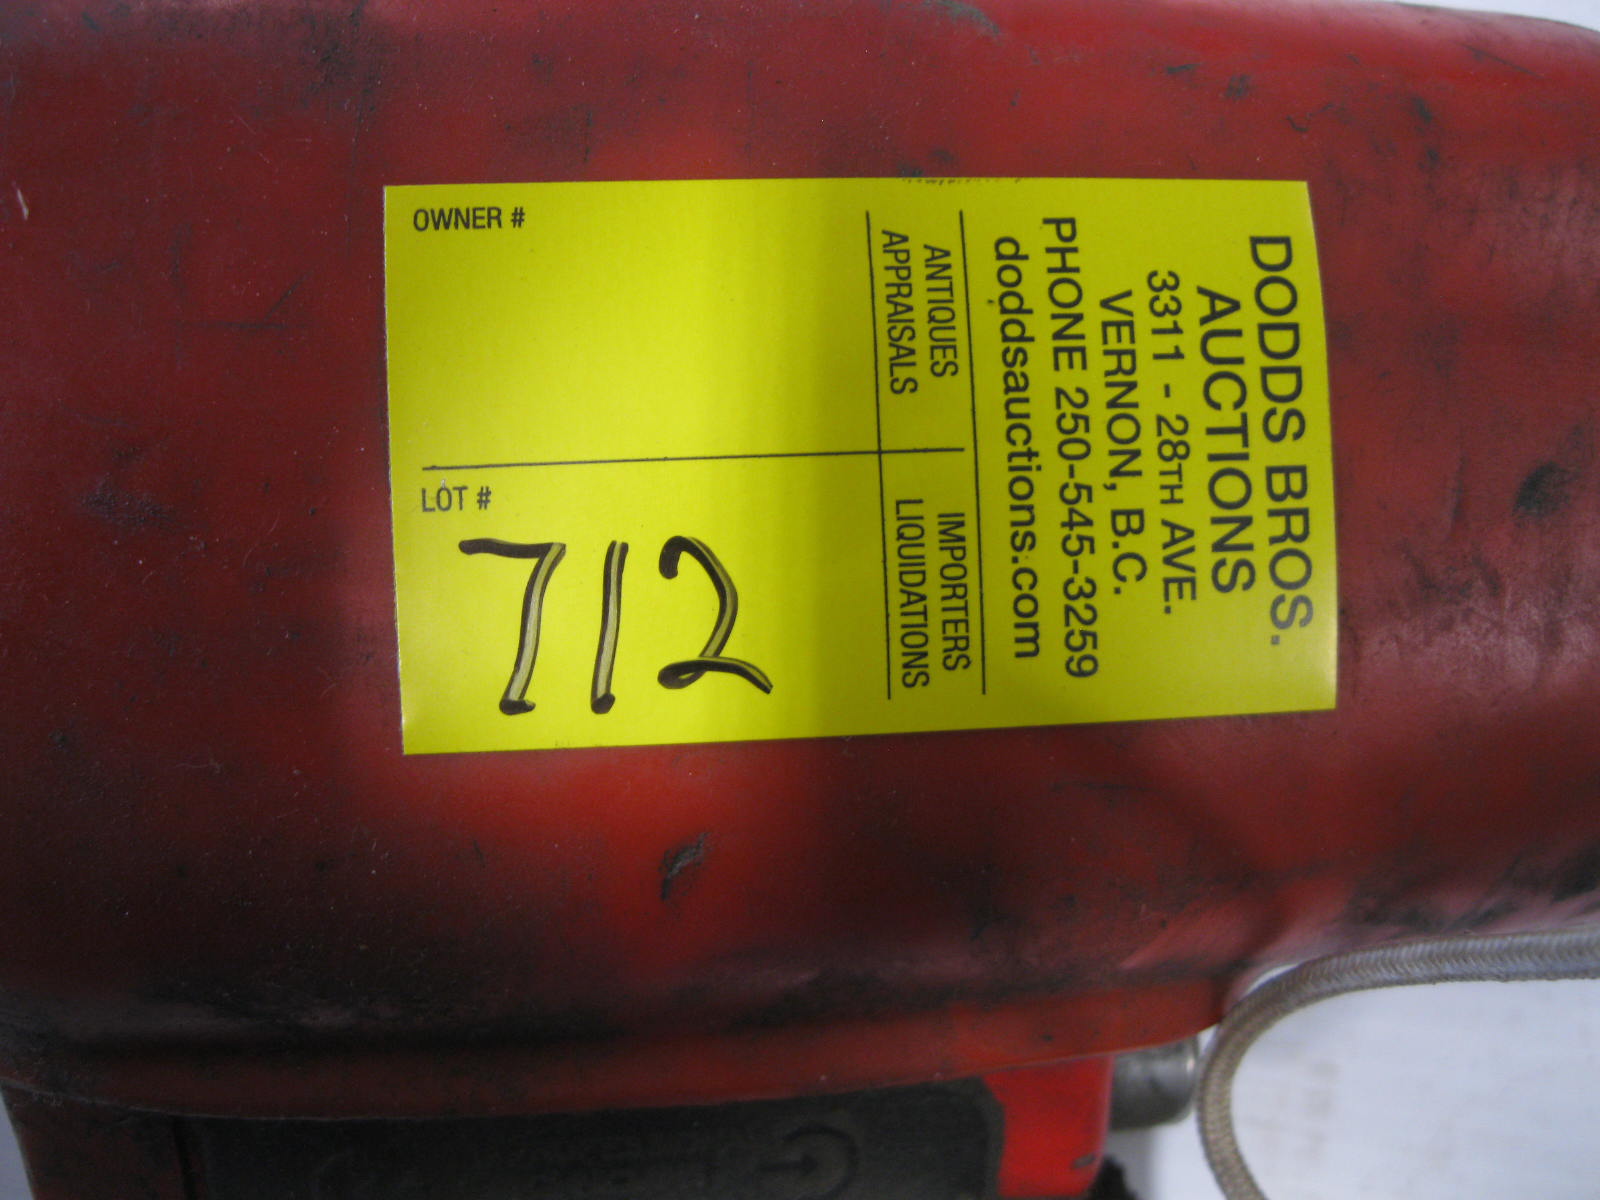 DODDS BROS.
AUCTIONS
3311 - 28TH AVE.
VERNON, B.C.
PHONE 250-545-3259
doddsauctions.com
ANTIQUES
APPRAISALS
IMPORTERS
LIQUIDATIONS
OWNER #
LOT #
712